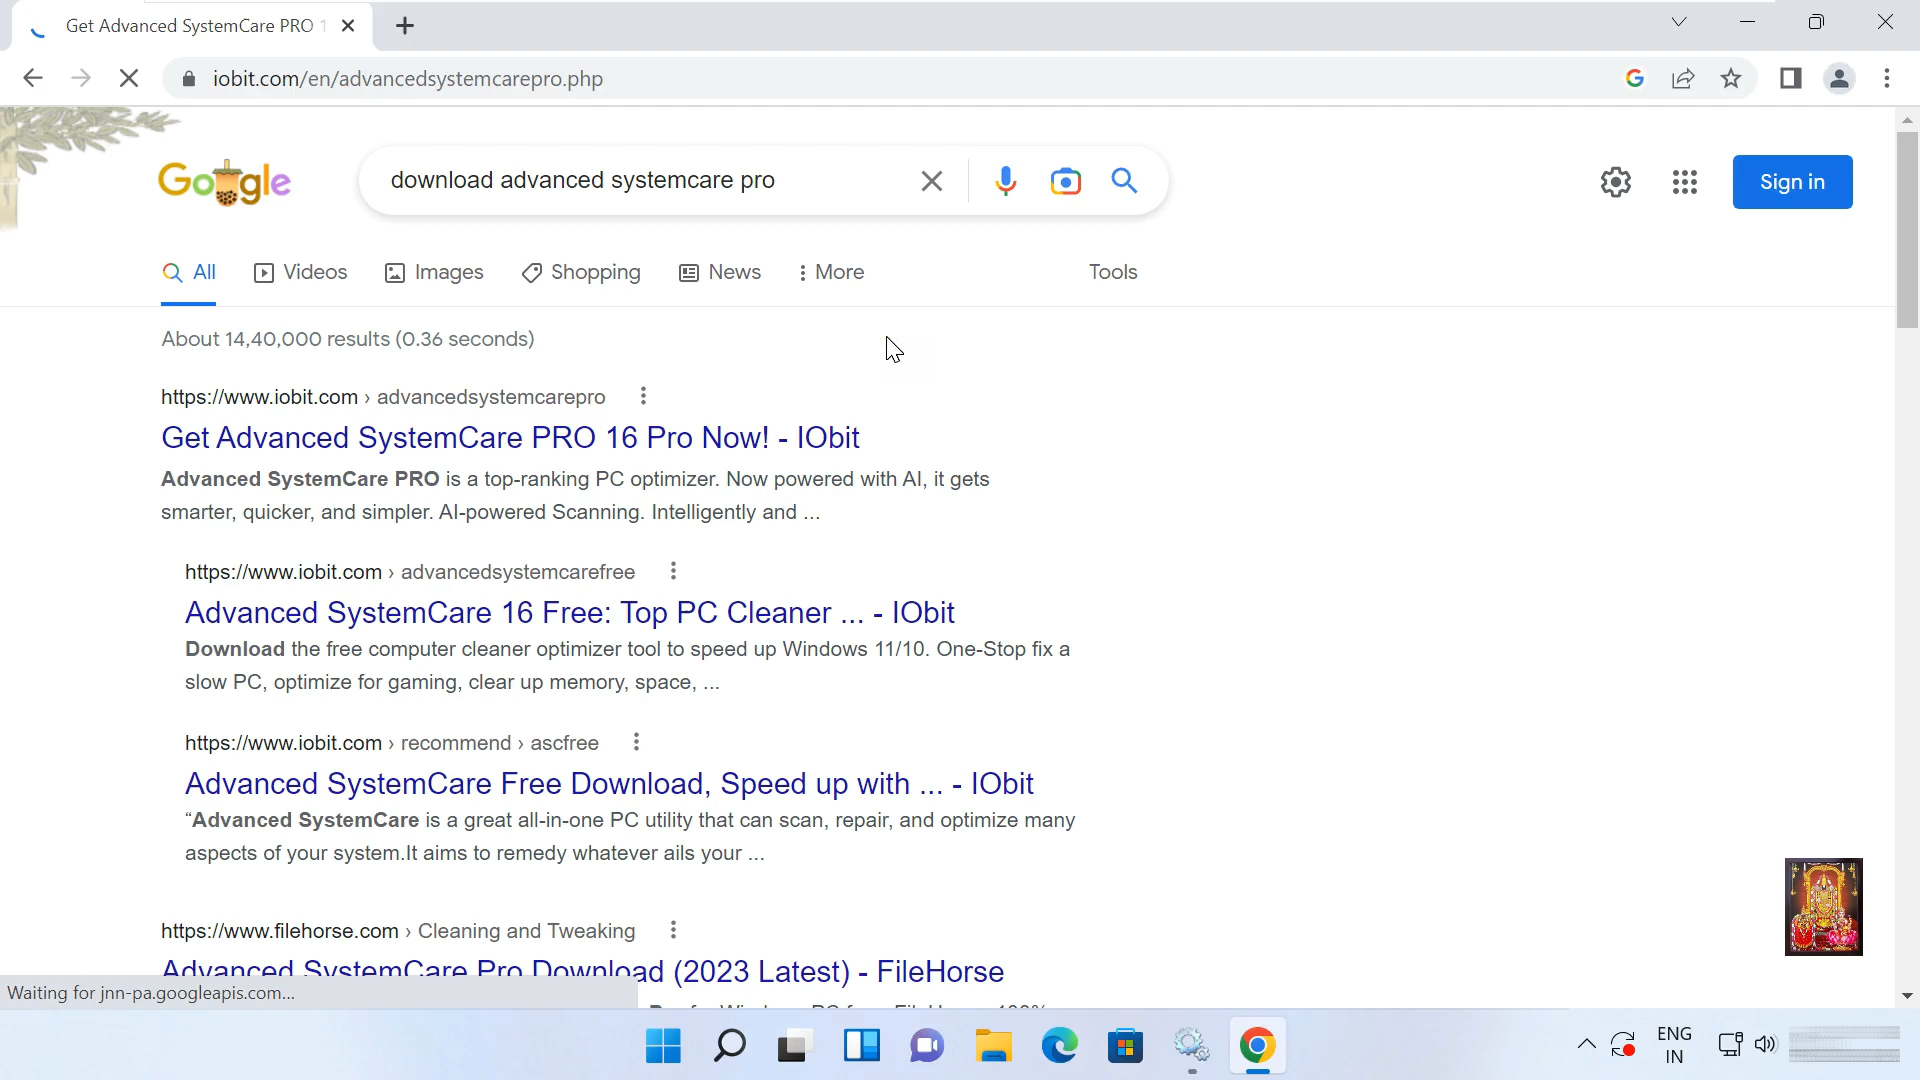 Get Advanced SystemCare PRO 1
iobit.com/en/advancedsystemcarepro.php
Google
download advanced systemcare pro
Sign in
All
Videos
Images
Shopping
News
More
Tools
About 14,40,000 results (0.36 seconds)
https://www.iobit.com › advancedsystemcarepro
Get Advanced SystemCare PRO 16 Pro Now! - IObit
Advanced SystemCare PRO is a top-ranking PC optimizer. Now powered with AI, it gets
smarter, quicker, and simpler. AI-powered Scanning. Intelligently and ...
https://www.iobit.com › advancedsystemcarefree
Advanced SystemCare 16 Free: Top PC Cleaner ... - IObit
Download the free computer cleaner optimizer tool to speed up Windows 11/10. One-Stop fix a
slow PC, optimize for gaming, clear up memory, space, ...
https://www.iobit.com › recommend › ascfree
Advanced SystemCare Free Download, Speed up with ... - IObit
“Advanced SystemCare is a great all-in-one PC utility that can scan, repair, and optimize many
aspects of your system.It aims to remedy whatever ails your ...
https://www.filehorse.com › Cleaning and Tweaking
Advanced SystemCare Pro Download (2023 Latest) - FileHorse
Waiting for jnn-pa.googleapis.com...
ENG
IN